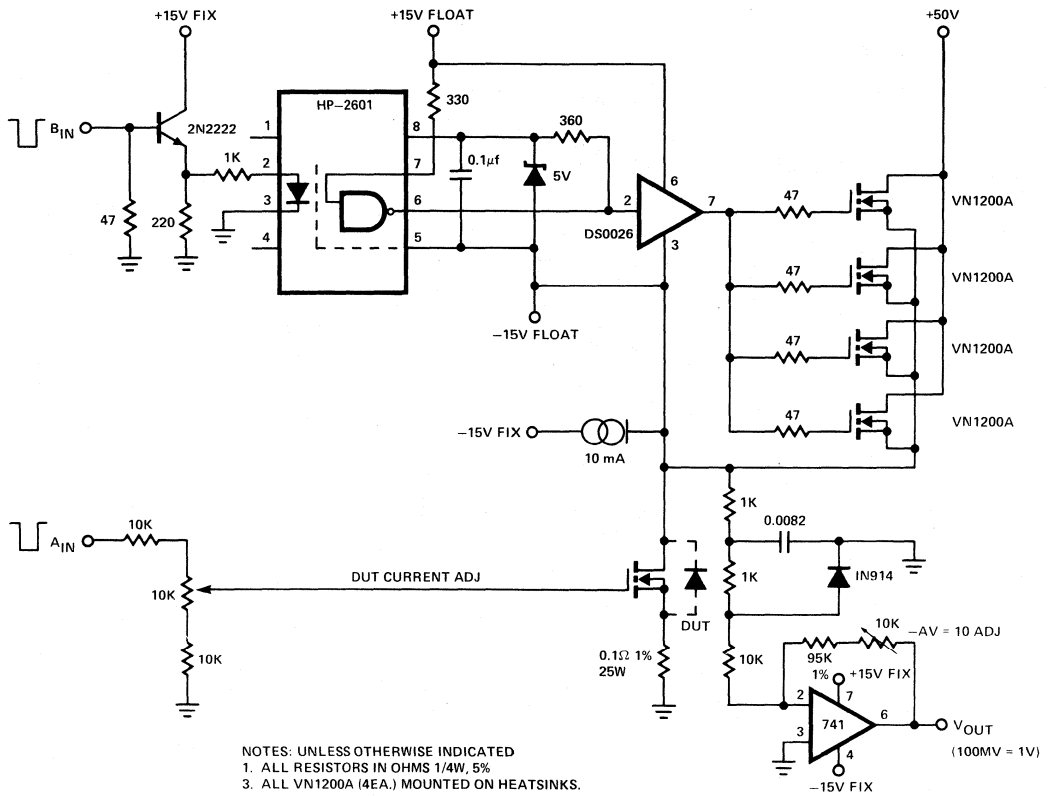 +15V FIX
+15V FLOAT
+50V
HP–2601
B_IN
2N2222
1
8
330
360
1K
2
7
0.1µf
5V
47
220
3
6
4
5
2
6
7
DS0026
3
47
VN1200A
47
VN1200A
47
VN1200A
47
VN1200A
–15V FLOAT
–15V FIX
10 mA
1K
0.0082
A_IN
10K
DUT CURRENT ADJ
10K
10K
1K
IN914
DUT
0.1Ω 1%
25W
10K
95K
1%
10K
–AV = 10 ADJ
+15V FIX
2
7
741
6
3
4
V_OUT
(100MV = 1V)
–15V FIX
NOTES: UNLESS OTHERWISE INDICATED
1. ALL RESISTORS IN OHMS 1/4W, 5%
3. ALL VN1200A (4EA.) MOUNTED ON HEATSINKS.